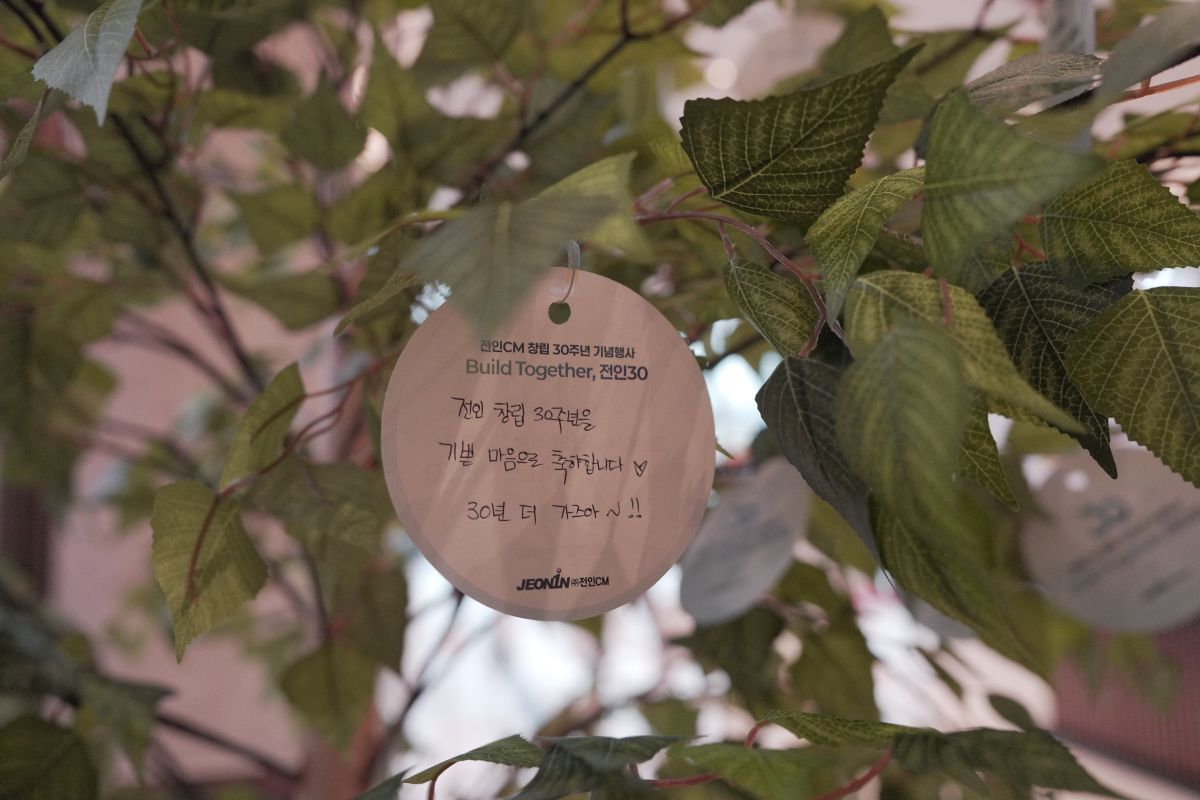 전인CM 창립 30주년 기념행사
Build Together, 전인30
전인 창립 30주년을
기쁜 마음으로 축하합니다 ♡
30년 더 가즈아 ~ !!
JEONIN ㈜전인CM
30